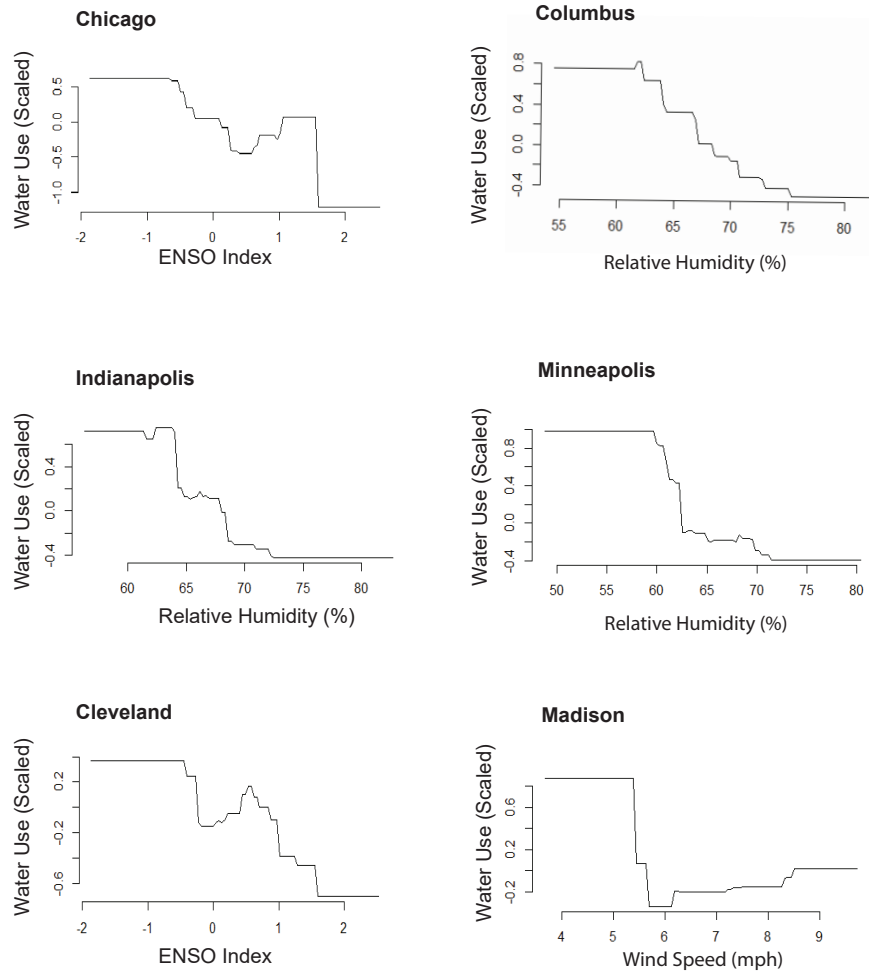 Chicago
Water Use (Scaled)
0.5
0.0
-0.5
-1.0
-2 -1 0 1 2
ENSO Index
Columbus
Water Use (Scaled)
0.8
0.4
0.0
-0.4
55 60 65 70 75 80
Relative Humidity (%)
Indianapolis
Water Use (Scaled)
0.4
0.0
-0.4
60 65 70 75 80
Relative Humidity (%)
Minneapolis
Water Use (Scaled)
0.8
0.4
0.0
-0.4
50 55 60 65 70 75 80
Relative Humidity (%)
Cleveland
Water Use (Scaled)
0.2
-0.2
-0.6
-2 -1 0 1 2
ENSO Index
Madison
Water Use (Scaled)
0.6
0.2
-0.2
4 5 6 7 8 9
Wind Speed (mph)